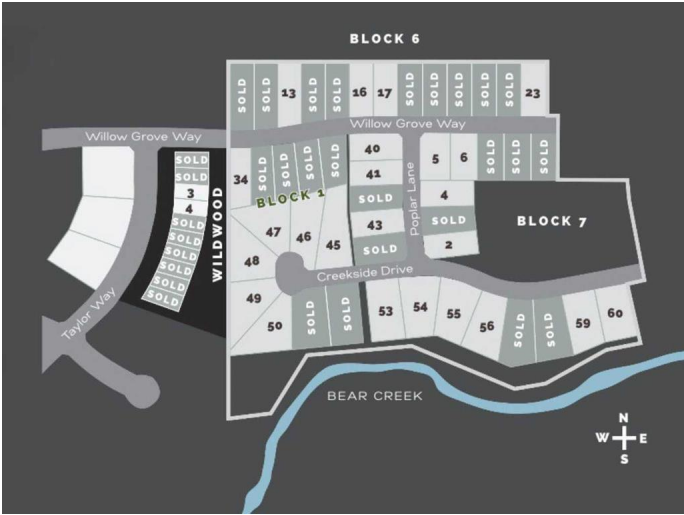 BLOCK 6
SOLD
SOLD
13
SOLD
SOLD
16
17
SOLD
SOLD
SOLD
SOLD
SOLD
23
Willow Grove Way
Willow Grove Way
34
SOLD
SOLD
SOLD
SOLD
BLOCK 1
40
41
SOLD
43
SOLD
Poplar Lane
5
6
SOLD
SOLD
SOLD
4
SOLD
2
BLOCK 7
SOLD
SOLD
3
4
SOLD
SOLD
SOLD
SOLD
SOLD
SOLD
WILDWOOD
47
46
45
48
49
50
SOLD
SOLD
Creekside Drive
53
54
55
56
SOLD
SOLD
59
60
Taylor Way
BEAR CREEK
N
W
E
S